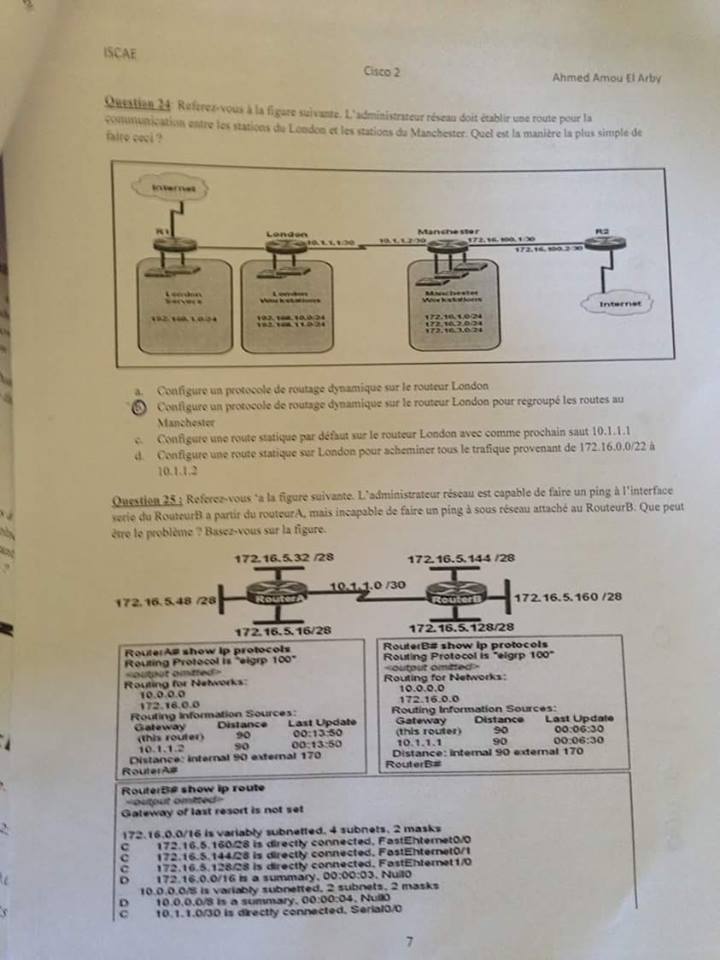 ISCAE
Cisco 2
Ahmed Amou El Arby
Question 24 Referez-vous à la figure suivante. L'administrateur réseau doit établir une route pour la
communication entre les stations du London et les stations du Manchester. Quel est la manière la plus simple de
faire ceci ?
Internet
R1
London
10.1.1.1/30
10.1.1.2/30
Manchester
172.16.100.1/30
172.16.100.2/30
R2
Internet
London
Servers
192.168.1.0/24
London
Workstations
192.168.10.0/24
192.168.11.0/24
Manchester
Workstations
172.16.1.0/24
172.16.2.0/24
172.16.3.0/24
a. Configure un protocole de routage dynamique sur le routeur London
b. Configure un protocole de routage dynamique sur le routeur London pour regroupé les routes au
Manchester
c. Configure une route statique par défaut sur le routeur London avec comme prochain saut 10.1.1.1
d. Configure une route statique sur London pour acheminer tous le trafique provenant de 172.16.0.0/22 à
10.1.1.2
Question 25 : Referez-vous 'a la figure suivante. L'administrateur réseau est capable de faire un ping à l'interface
serie du RouteurB a partir du routeurA, mais incapable de faire un ping à sous réseau attaché au RouteurB. Que peut
être le problème ? Basez-vous sur la figure.
172.16.5.32 /28
172.16.5.144 /28
172.16.5.48 /28
RouterA
10.1.1.0 /30
RouterB
172.16.5.160 /28
172.16.5.16/28
172.16.5.128/28
RouterA# show ip protocols
Routing Protocol is "eigrp 100"
<output omitted>
Routing for Networks:
10.0.0.0
172.16.0.0
Routing Information Sources:
Gateway Distance Last Update
(this router) 90 00:13:50
10.1.1.2 90 00:13:50
Distance: internal 90 external 170
RouterA#
RouterB# show ip protocols
Routing Protocol is "eigrp 100"
<output omitted>
Routing for Networks:
10.0.0.0
172.16.0.0
Routing Information Sources:
Gateway Distance Last Update
(this router) 90 00:06:30
10.1.1.1 90 00:06:30
Distance: internal 90 external 170
RouterB#
RouterB# show ip route
<output omitted>
Gateway of last resort is not set
172.16.0.0/16 is variably subnetted, 4 subnets, 2 masks
C 172.16.5.160/28 is directly connected, FastEhternet0/0
C 172.16.5.144/28 is directly connected, FastEhternet0/1
C 172.16.5.128/28 is directly connected, FastEhternet1/0
D 172.16.0.0/16 is a summary, 00:00:03, Null0
10.0.0.0/8 is variably subnetted, 2 subnets, 2 masks
D 10.0.0.0/8 is a summary, 00:00:04, Null0
C 10.1.1.0/30 is directly connected, Serial0/0
7